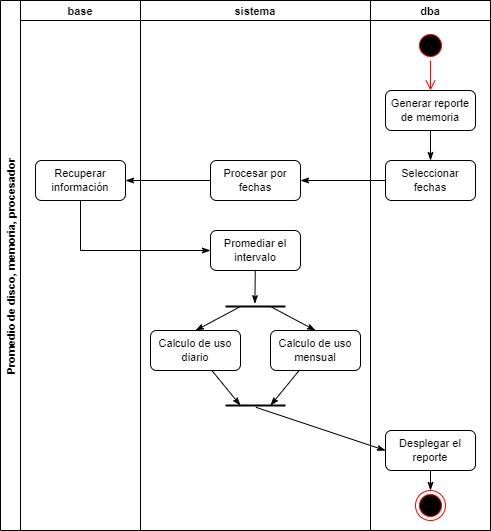 base
sistema
dba
Promedio de disco, memoria, procesador
Generar reporte
de memoria
Recuperar
información
Procesar por
fechas
Seleccionar
fechas
Promediar el
intervalo
Calculo de uso
diario
Calculo de uso
mensual
Desplegar el
reporte